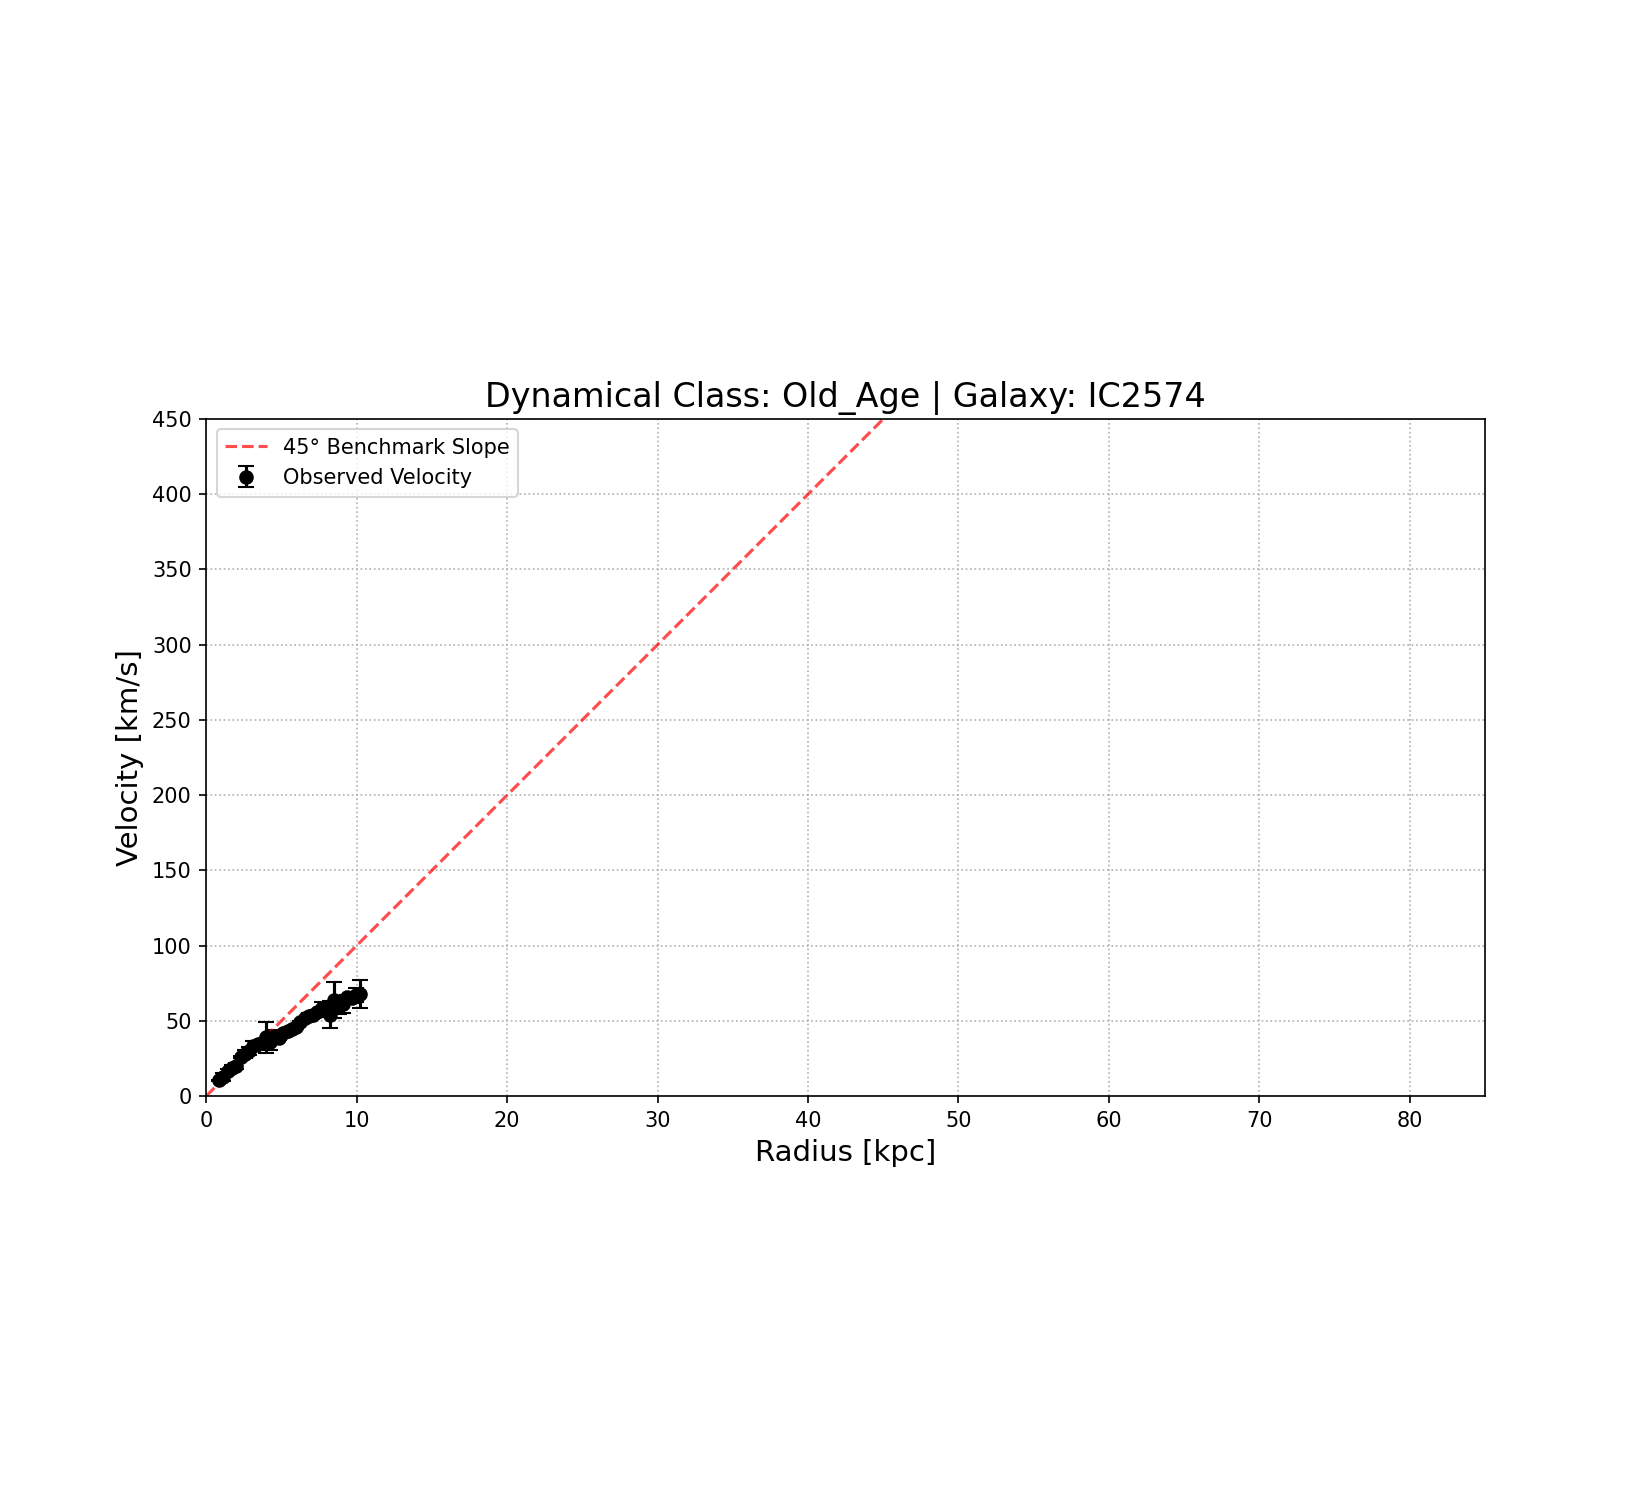 Dynamical Class: Old_Age | Galaxy: IC2574
45° Benchmark Slope
Observed Velocity
450
400
350
300
250
200
150
100
50
0
Velocity [km/s]
0 10 20 30 40 50 60 70 80
Radius [kpc]